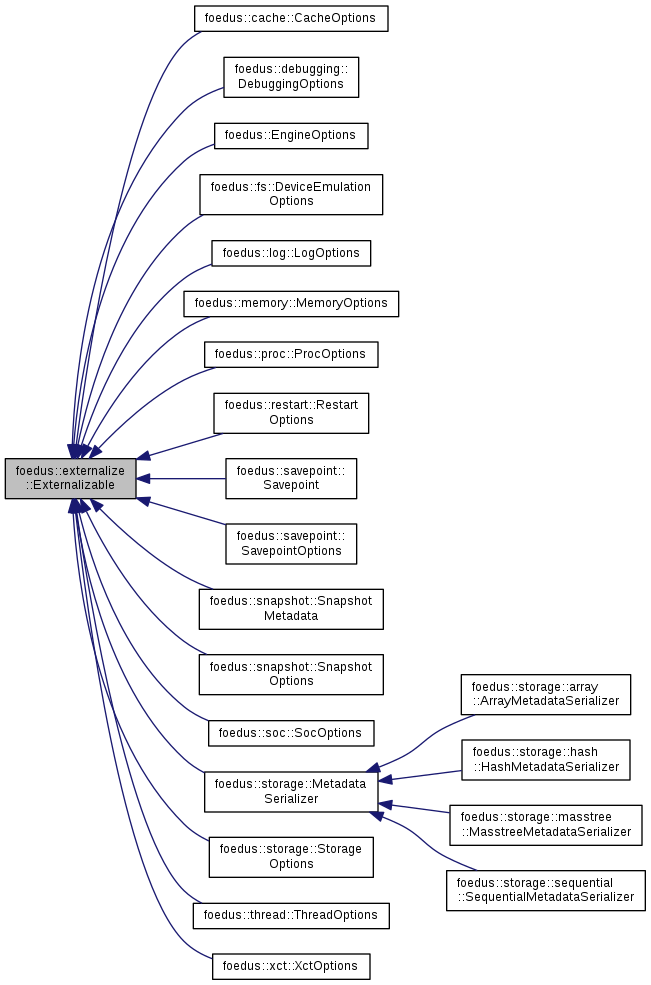 foedus::cache::CacheOptions
foedus::debugging::
DebuggingOptions
foedus::EngineOptions
foedus::fs::DeviceEmulation
Options
foedus::log::LogOptions
foedus::memory::MemoryOptions
foedus::proc::ProcOptions
foedus::restart::Restart
Options
foedus::externalize
::Externalizable
foedus::savepoint::
Savepoint
foedus::savepoint::
SavepointOptions
foedus::snapshot::Snapshot
Metadata
foedus::snapshot::Snapshot
Options
foedus::soc::SocOptions
foedus::storage::Metadata
Serializer
foedus::storage::array
::ArrayMetadataSerializer
foedus::storage::hash
::HashMetadataSerializer
foedus::storage::masstree
::MasstreeMetadataSerializer
foedus::storage::sequential
::SequentialMetadataSerializer
foedus::storage::Storage
Options
foedus::thread::ThreadOptions
foedus::xct::XctOptions